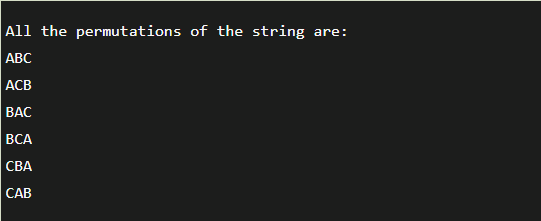 All the permutations of the string are:
ABC
ACB
BAC
BCA
CBA
CAB